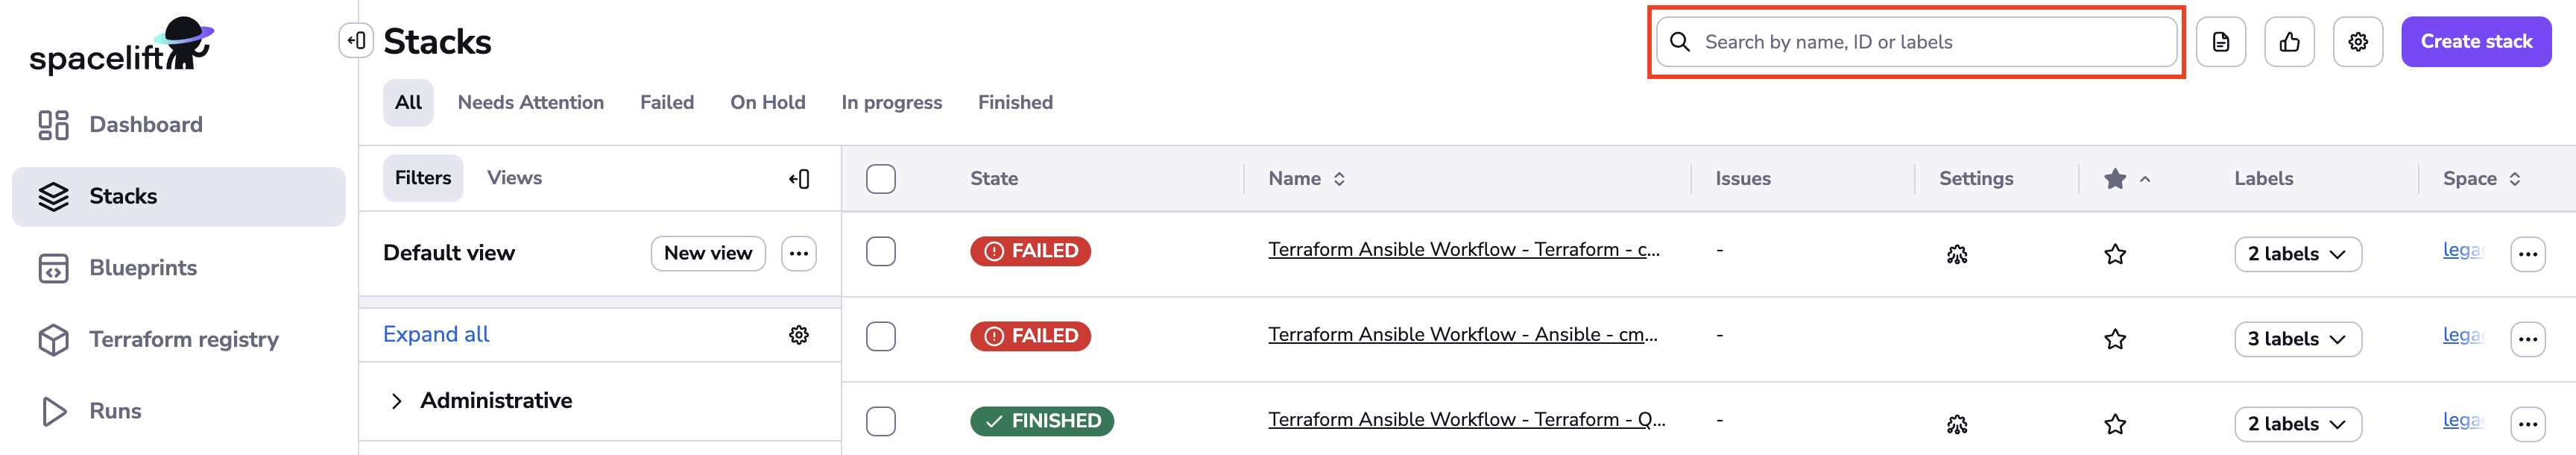 spacelift
Dashboard
Stacks
Blueprints
Terraform registry
Runs
Stacks
Search by name, ID or labels
Create stack
All Needs Attention Failed On Hold In progress Finished
Filters Views
Default view New view
Expand all
Administrative
State Name Issues Settings Labels Space
FAILED Terraform Ansible Workflow - Terraform - c... - 2 labels lega
FAILED Terraform Ansible Workflow - Ansible - cm... - 3 labels lega
FINISHED Terraform Ansible Workflow - Terraform - Q... - 2 labels lega